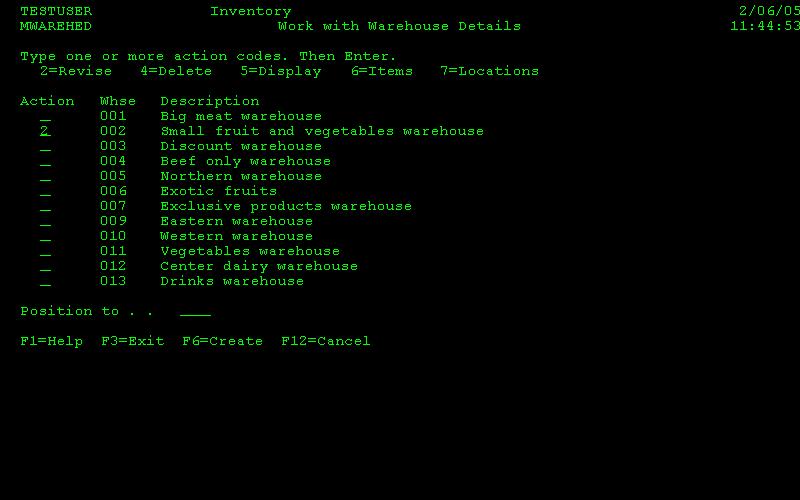 TESTUSER Inventory 2/06/05
MWAREHED Work with Warehouse Details 11:44:53
Type one or more action codes. Then Enter.
2=Revise 4=Delete 5=Display 6=Items 7=Locations
Action Whse Description
_ 001 Big meat warehouse
2 002 Small fruit and vegetables warehouse
_ 003 Discount warehouse
_ 004 Beef only warehouse
_ 005 Northern warehouse
_ 006 Exotic fruits
_ 007 Exclusive products warehouse
_ 009 Eastern warehouse
_ 010 Western warehouse
_ 011 Vegetables warehouse
_ 012 Center dairy warehouse
_ 013 Drinks warehouse
Position to . . ____
F1=Help F3=Exit F6=Create F12=Cancel